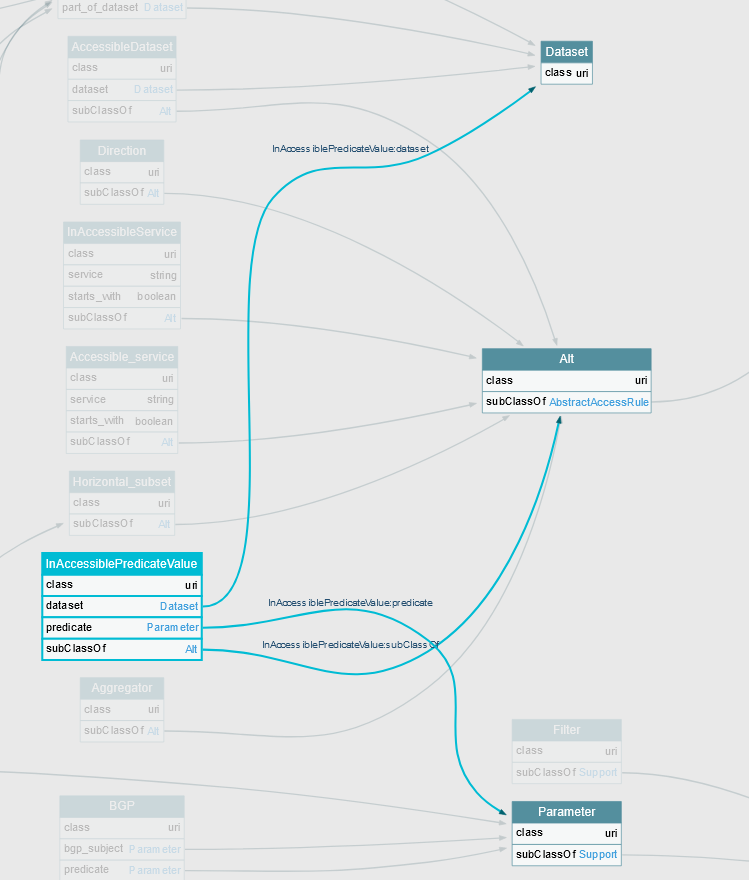 part_of_dataset Dataset
AccessibleDataset
class uri
dataset Dataset
subClassOf Alt
Dataset
class uri
Direction
class uri
subClassOf Alt
InAccessiblePredicateValue:dataset
InAccessibleService
class uri
service string
starts_with boolean
subClassOf Alt
Accessible_service
class uri
service string
starts_with boolean
subClassOf Alt
Alt
class uri
subClassOf AbstractAccessRule
Horizontal_subset
class uri
subClassOf Alt
InAccessiblePredicateValue
class uri
dataset Dataset
predicate Parameter
subClassOf Alt
InAccessiblePredicateValue:predicate
InAccessiblePredicateValue:subClassOf
Aggregator
class uri
subClassOf Alt
Filter
class uri
subClassOf Support
BGP
class uri
bgp_subject Parameter
predicate Parameter
Parameter
class uri
subClassOf Support